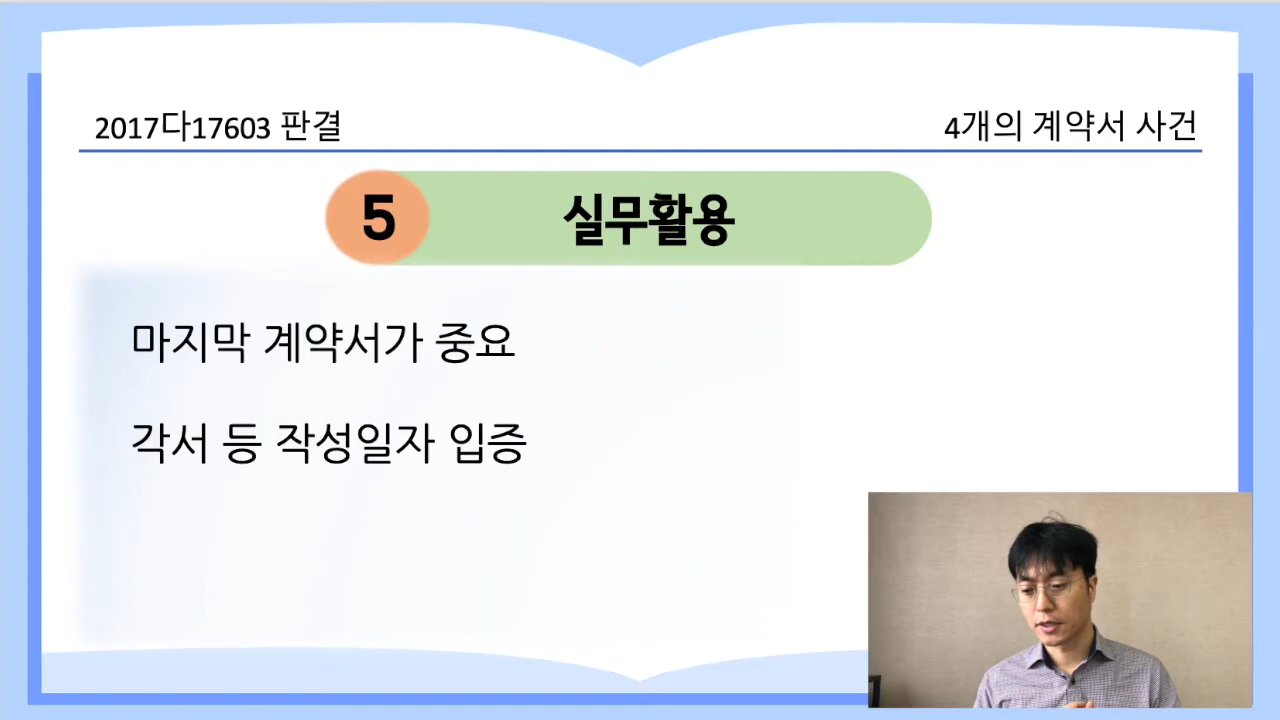 2017다17603 판결
4개의 계약서 사건
5 실무활용
마지막 계약서가 중요
각서 등 작성일자 입증